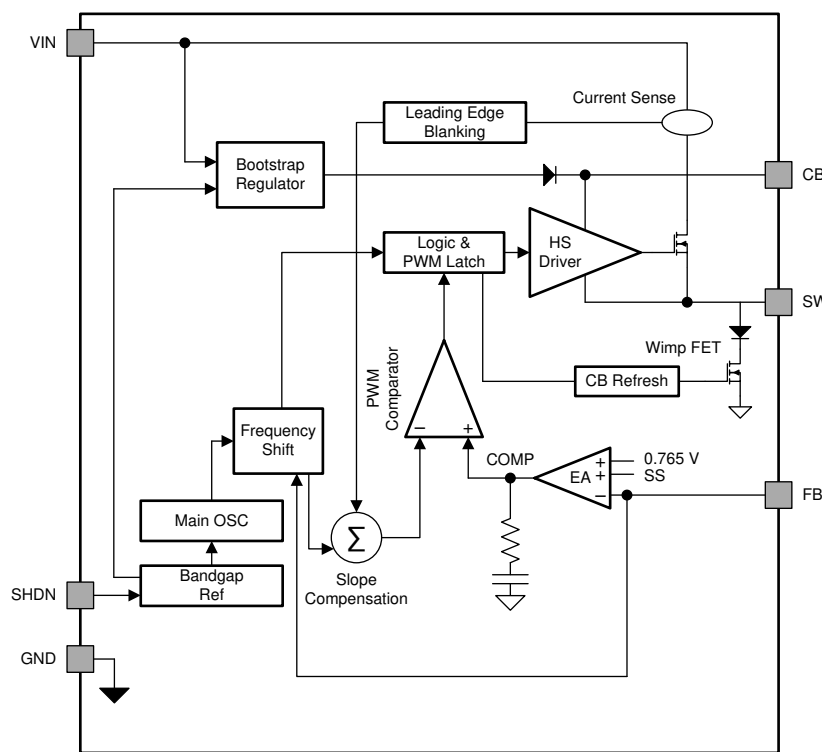 VIN
Current Sense
Leading Edge
Blanking
Bootstrap
Regulator
CB
Logic &
PWM Latch
HS
Driver
SW
Wimp FET
PWM
Comparator
CB Refresh
Frequency
Shift
−
+
COMP
EA
+
+
−
0.765 V
SS
FB
Main OSC
Σ
Slope
Compensation
SHDN
Bandgap
Ref
GND